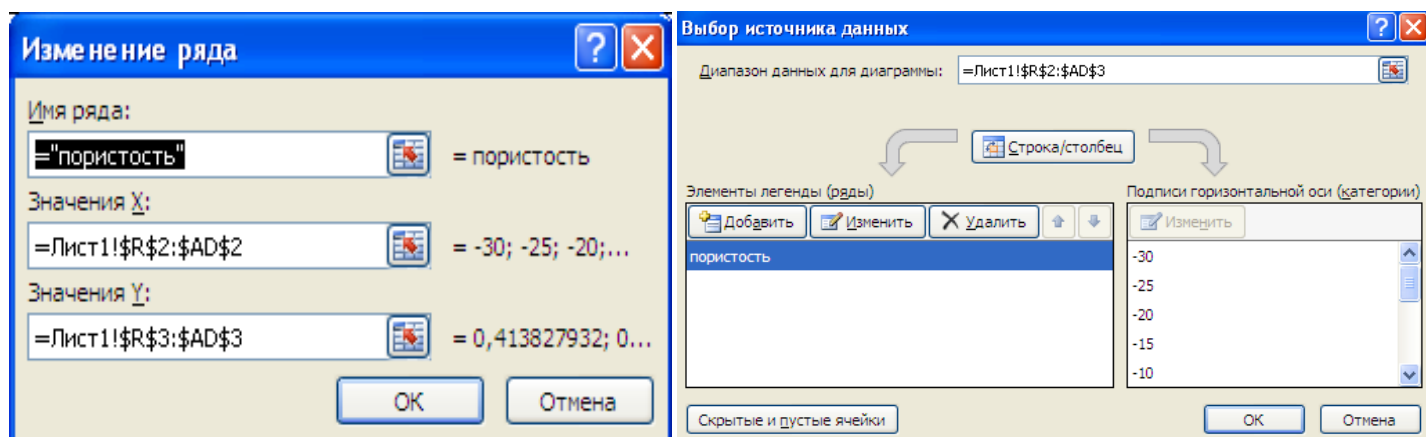 Изменение ряда
Имя ряда:
="пористость" = пористость
Значения X:
=Лист1!$R$2:$AD$2 = -30; -25; -20;...
Значения Y:
=Лист1!$R$3:$AD$3 = 0,413827932; 0...
ОК Отмена
Выбор источника данных
Диапазон данных для диаграммы: =Лист1!$R$2:$AD$3
Строка/столбец
Элементы легенды (ряды)
Добавить Изменить Удалить
пористость
Подписи горизонтальной оси (категории)
Изменить
-30
-25
-20
-15
-10
Скрытые и пустые ячейки ОК Отмена